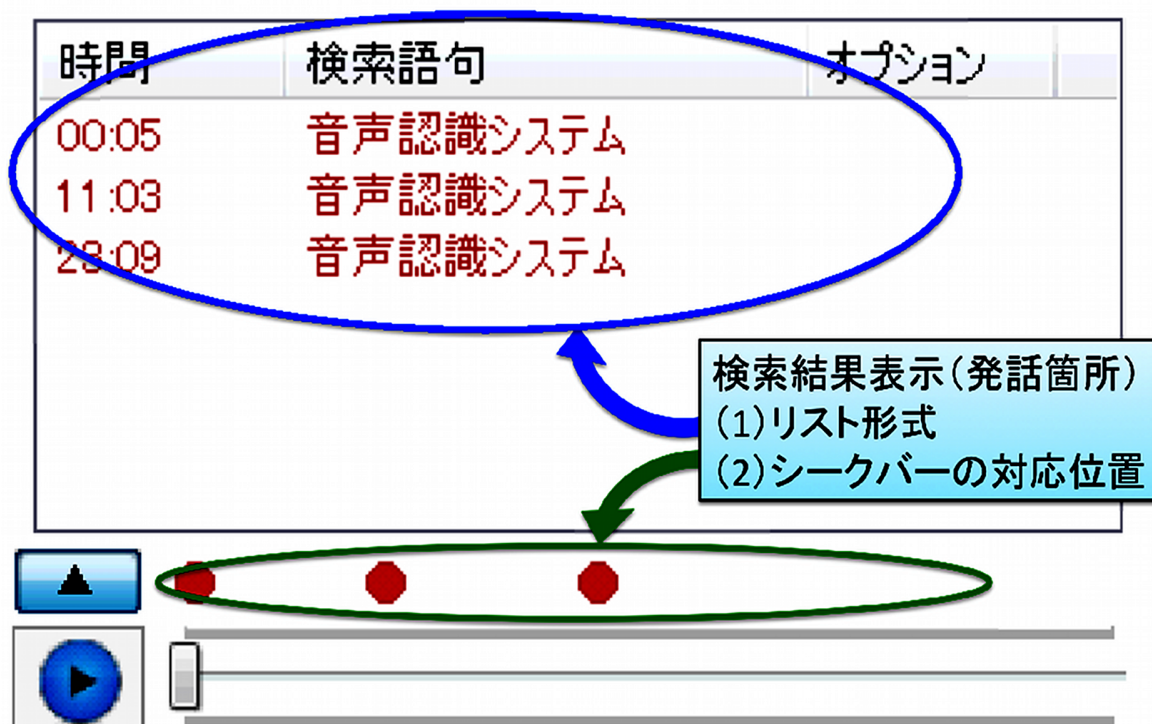 時間 検索語句 オプション
00:05 音声認識システム
11:03 音声認識システム
23:09 音声認識システム
検索結果表示(発話箇所)
(1)リスト形式
(2)シークバーの対応位置